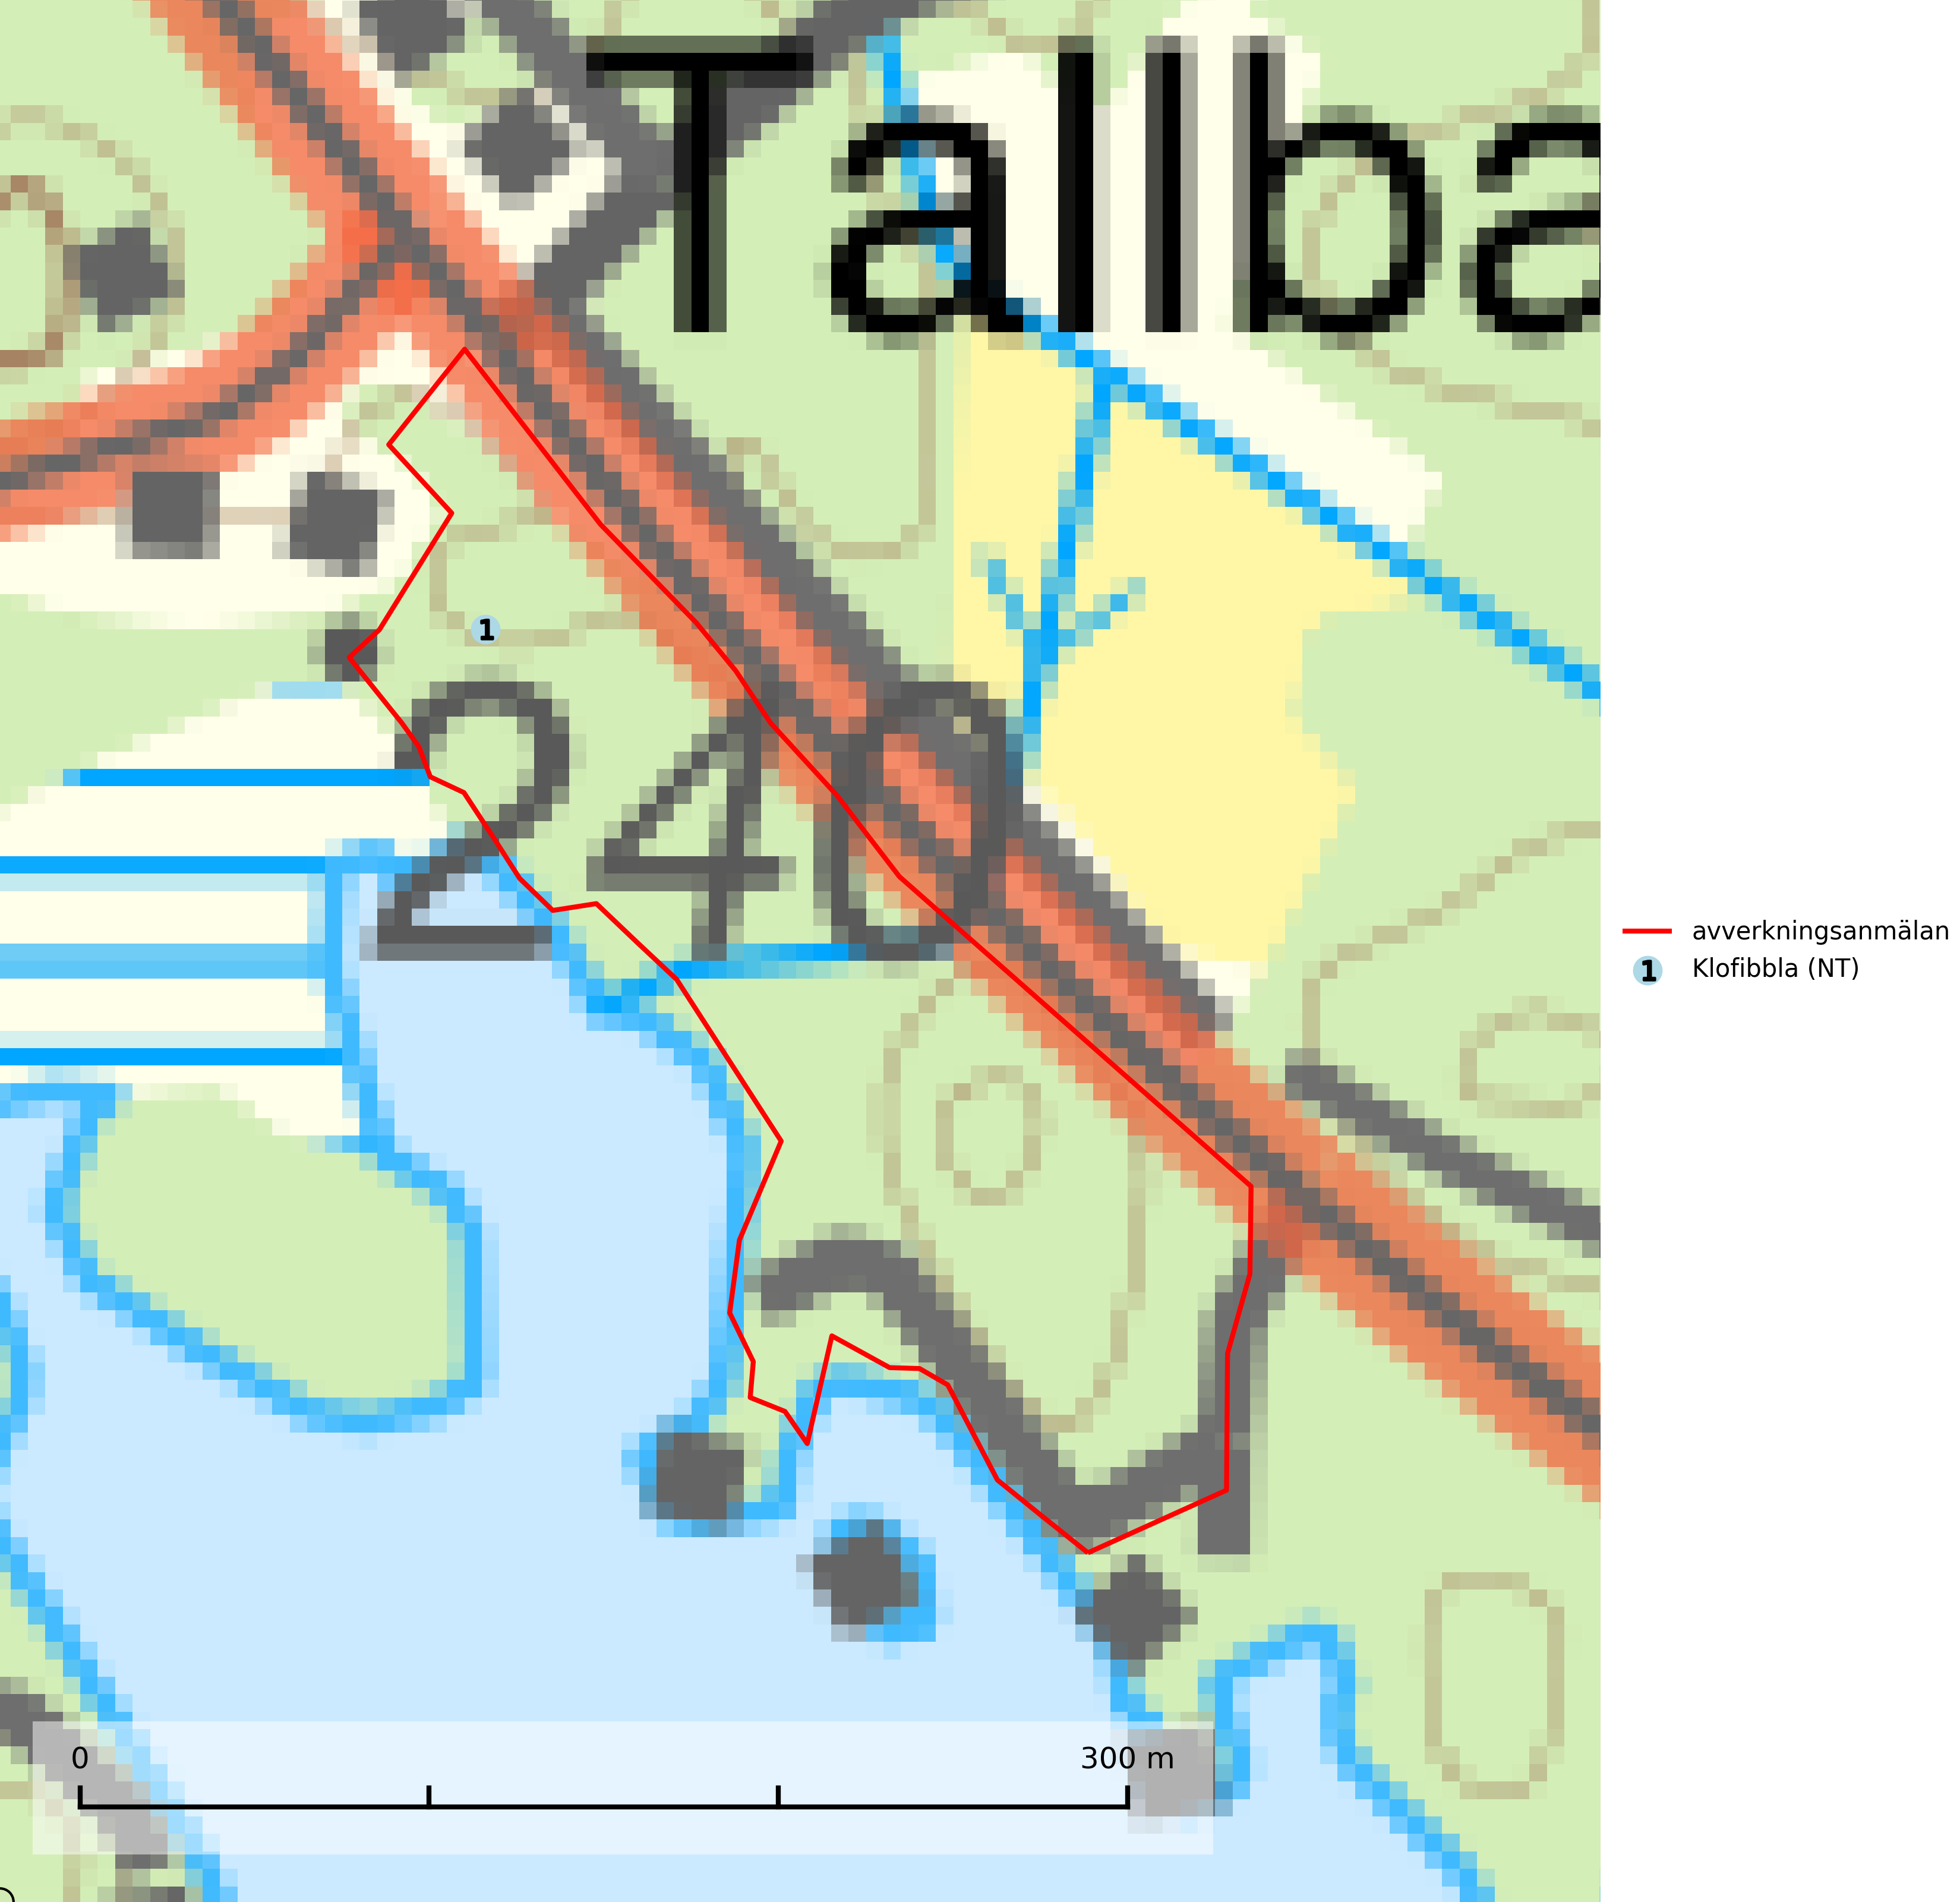 Tallba
1
240
avverkningsanmälan
1 Klofibbla (NT)
0 300 m